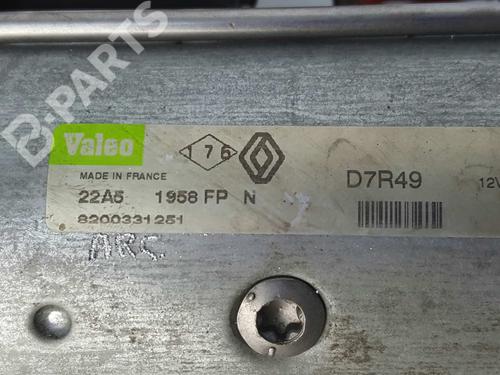 B-PARTS
Valeo
176
MADE IN FRANCE
D7R49
12V
22A5 1958 FP N
8200331251
ARC